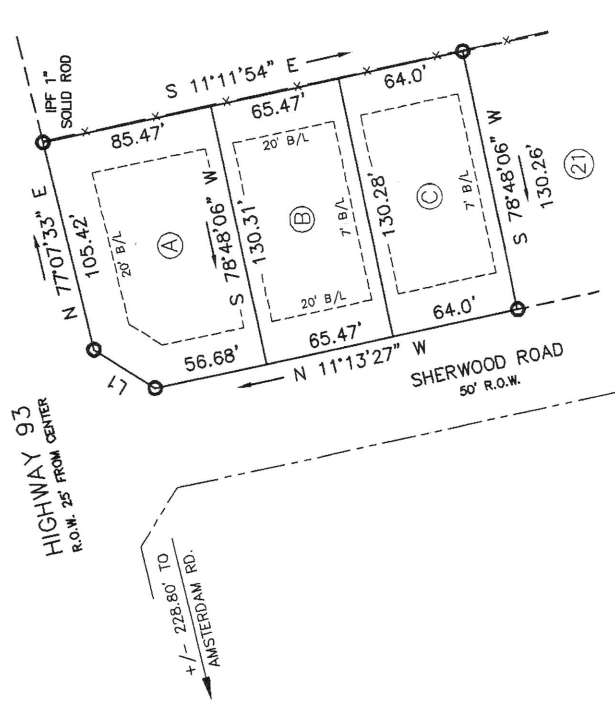 IPF 1"
SOLID ROD
S 11°11'54" E
85.47'
65.47'
64.0'
N 77°07'33" E
105.42'
20' B/L
A
S 78°48'06" W
130.31'
20' B/L
B
7' B/L
20' B/L
130.28'
C
7' B/L
S 78°48'06" W
130.26'
21
L7
56.68'
65.47'
64.0'
N 11°13'27" W
SHERWOOD ROAD
50' R.O.W.
HIGHWAY 93
R.O.W. 25' FROM CENTER
+/- 228.80' TO
AMSTERDAM RD.